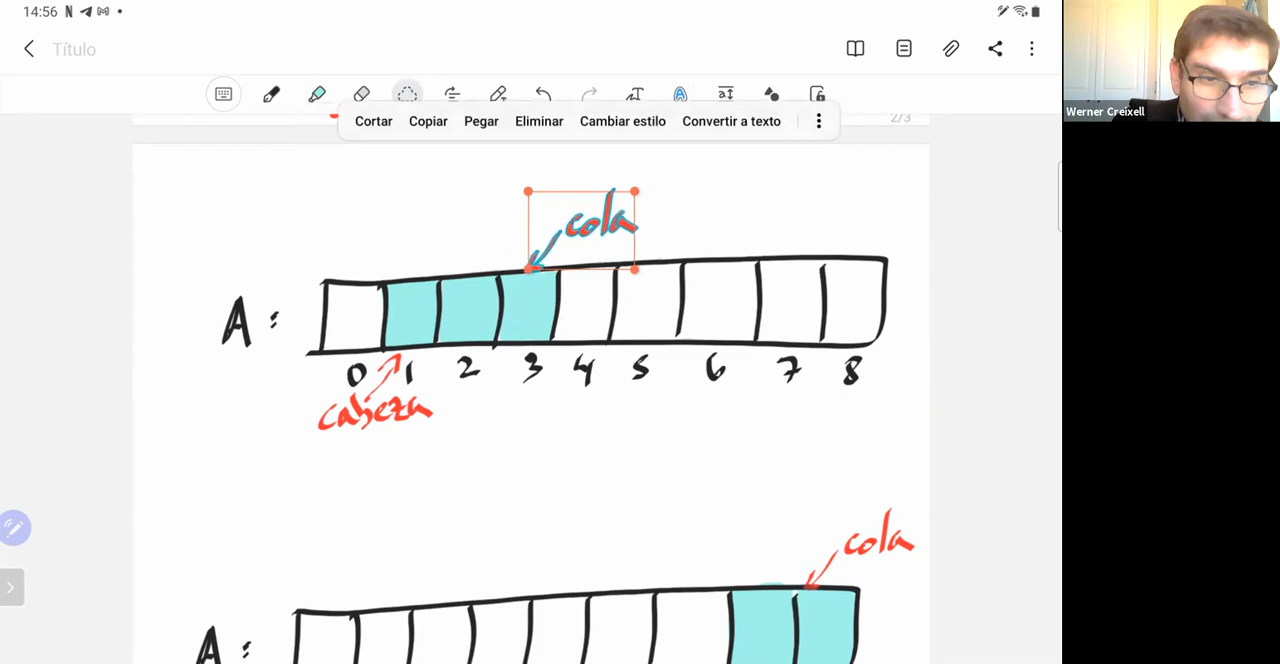 14:56 N
Título
Cortar Copiar Pegar Eliminar Cambiar estilo Convertir a texto
2/3
Werner Creixell
cola
A:
0 1 2 3 4 5 6 7 8
cabeza
cola
A: